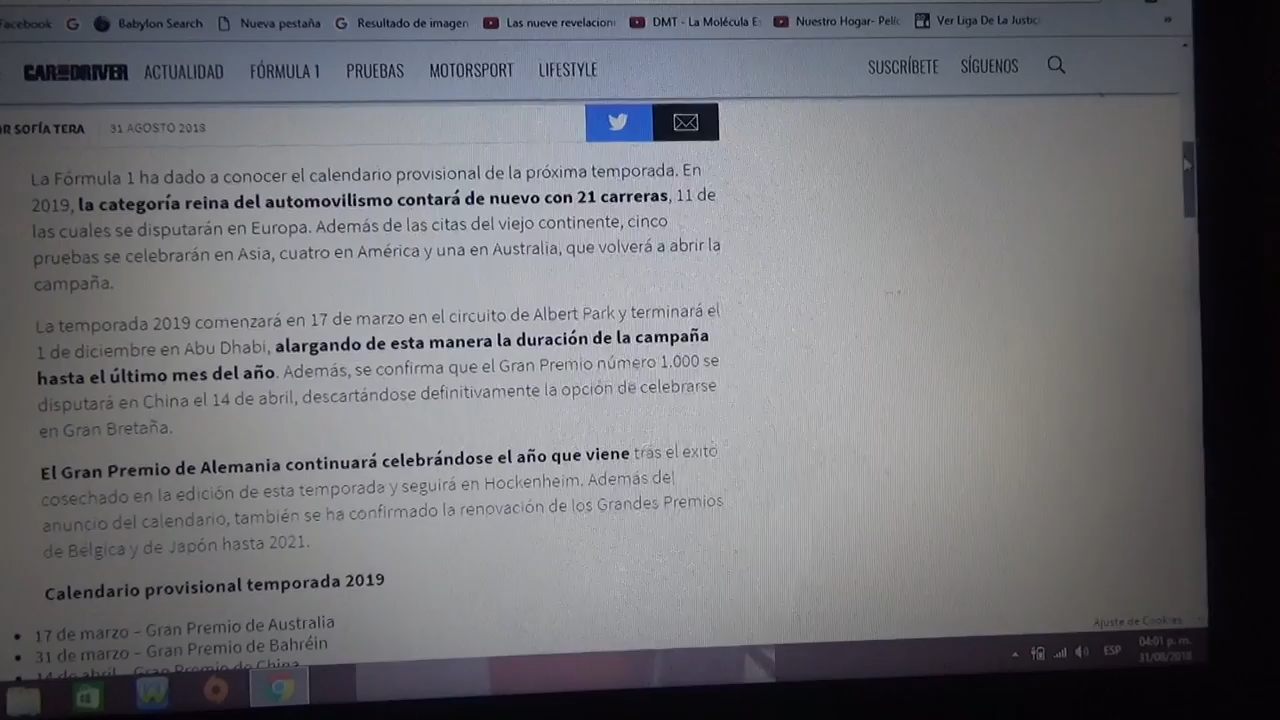 Facebook Babylon Search Nueva pestaña Resultado de imagen Las nueve revelacion DMT - La Molécula Es Nuestro Hogar- Pelíc Ver Liga De La Justic »
CAR AND DRIVER ACTUALIDAD FÓRMULA 1 PRUEBAS MOTORSPORT LIFESTYLE SUSCRÍBETE SÍGUENOS
OR SOFÍA TERA 31 AGOSTO 2018
La Fórmula 1 ha dado a conocer el calendario provisional de la próxima temporada. En
2019, la categoría reina del automovilismo contará de nuevo con 21 carreras, 11 de
las cuales se disputarán en Europa. Además de las citas del viejo continente, cinco
pruebas se celebrarán en Asia, cuatro en América y una en Australia, que volverá a abrir la
campaña.
La temporada 2019 comenzará en 17 de marzo en el circuito de Albert Park y terminará el
1 de diciembre en Abu Dhabi, alargando de esta manera la duración de la campaña
hasta el último mes del año. Además, se confirma que el Gran Premio número 1.000 se
disputará en China el 14 de abril, descartándose definitivamente la opción de celebrarse
en Gran Bretaña.
El Gran Premio de Alemania continuará celebrándose el año que viene tras el exito
cosechado en la edición de esta temporada y seguirá en Hockenheim. Además del
anuncio del calendario, también se ha confirmado la renovación de los Grandes Premios
de Bélgica y de Japón hasta 2021.
Calendario provisional temporada 2019
• 17 de marzo – Gran Premio de Australia
• 31 de marzo – Gran Premio de Bahréin
• 14 de abril – Gran Premio de China
Ajuste de Cookies
ESP 04:01 p. m.
31/08/2018